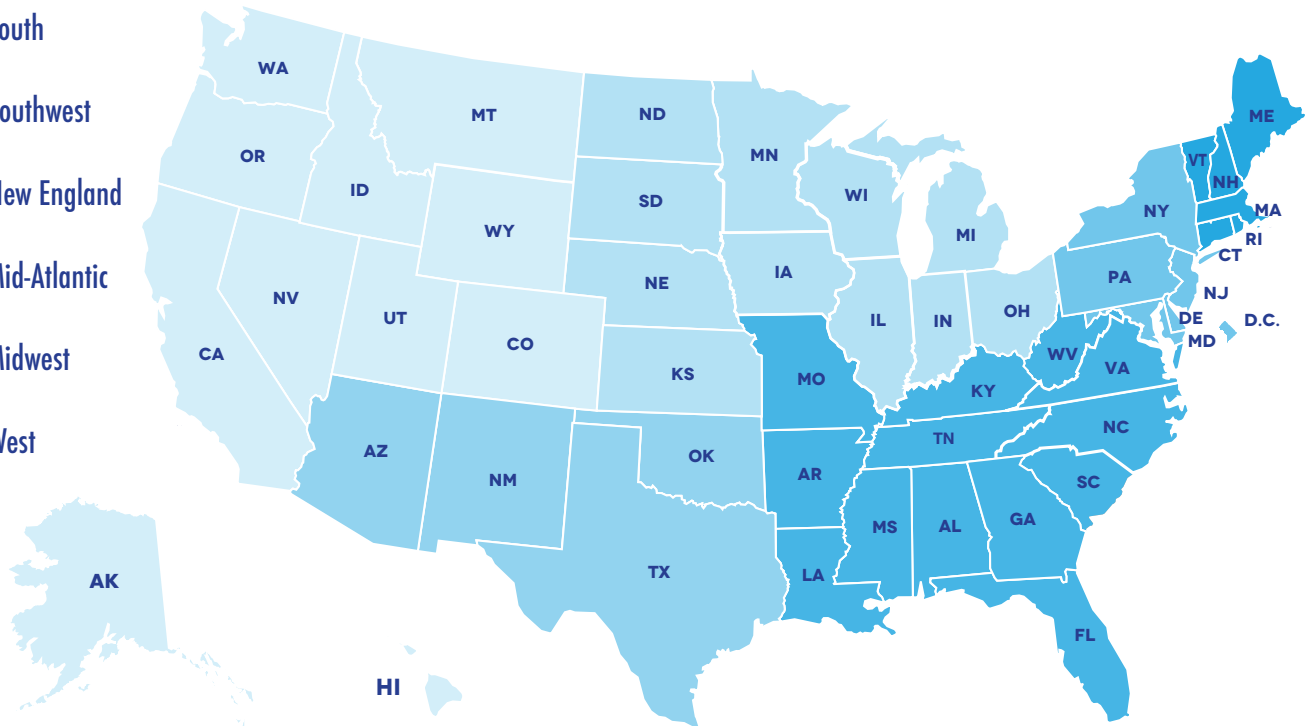 outh
outhwest
ew England
id-Atlantic
idwest
est
WA
OR
ID
MT
WY
NV
UT
CA
CO
AZ
NM
ND
SD
NE
KS
OK
TX
MN
IA
MO
AR
LA
WI
IL
MI
IN
OH
KY
TN
MS
AL
GA
FL
SC
NC
VA
WV
PA
NY
VT
NH
ME
MA
RI
CT
NJ
DE
MD
D.C.
AK
HI